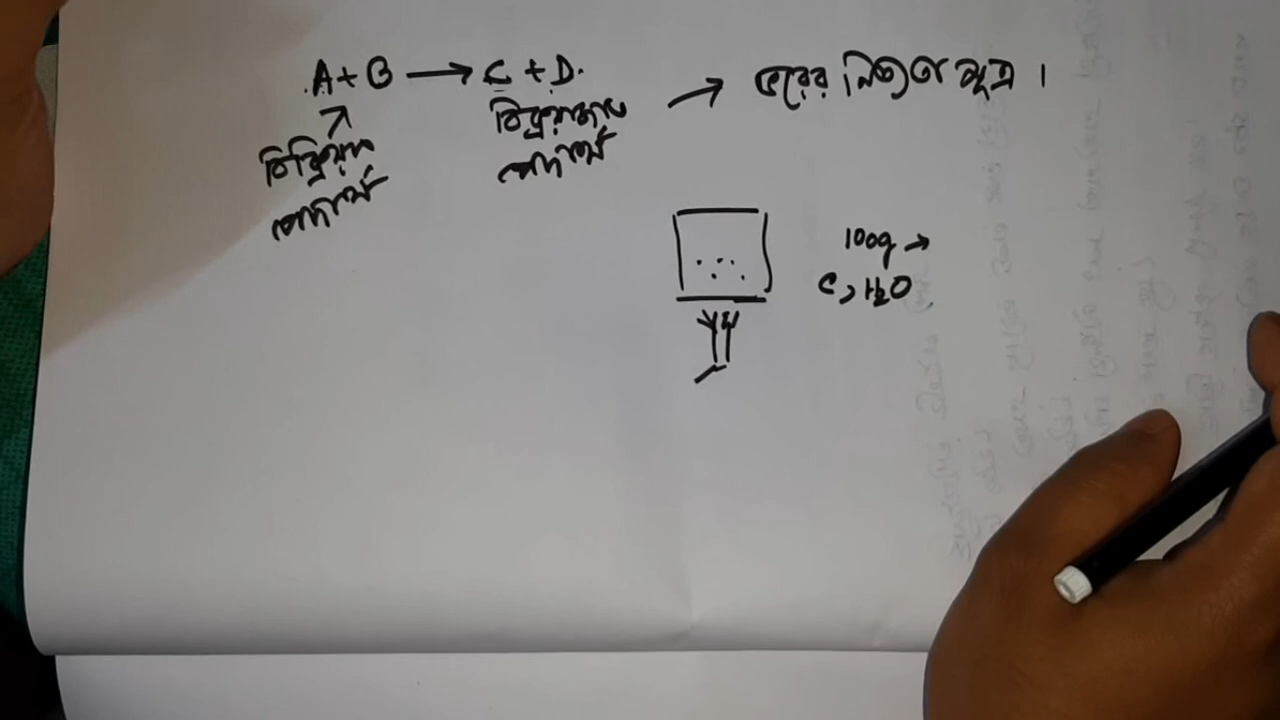 A + B → C + D. → ভরের নিত্যতা সূত্র ।
বিক্রিয়ক
পদার্থ
বিক্রিয়াজাত
পদার্থ
100g →
C, H2O